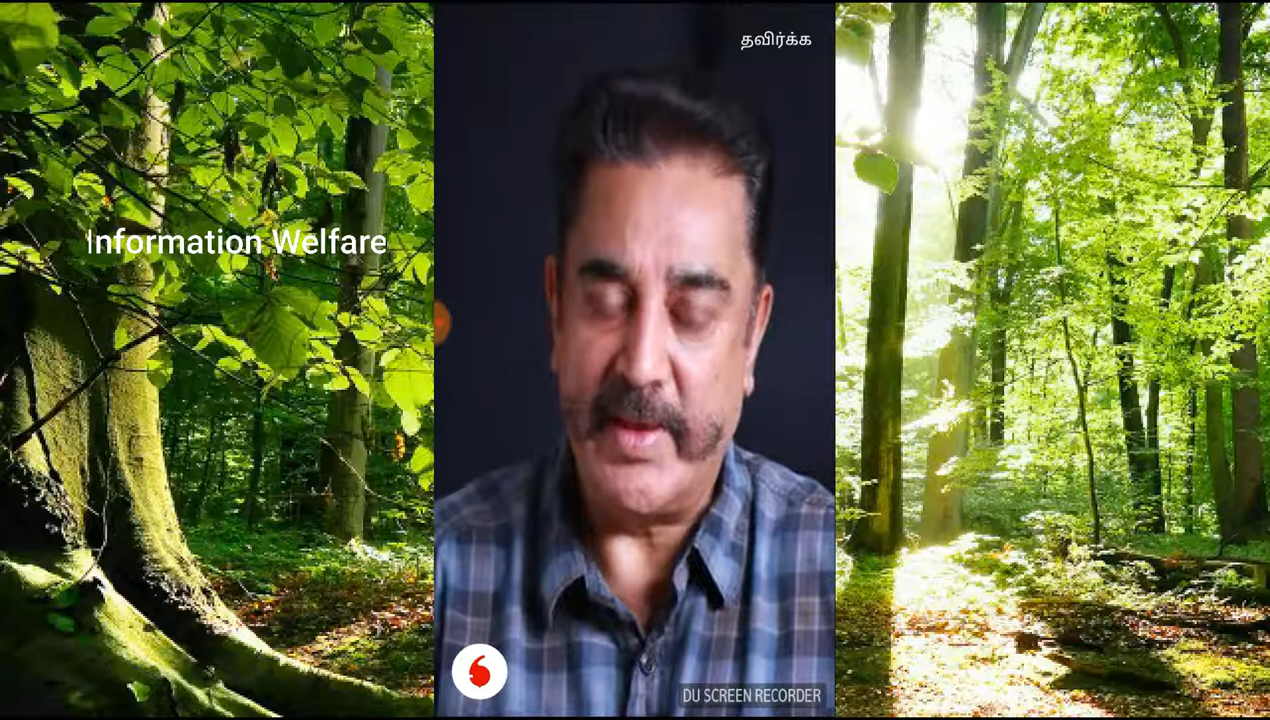 தவிர்க்க
Information Welfare
DU SCREEN RECORDER